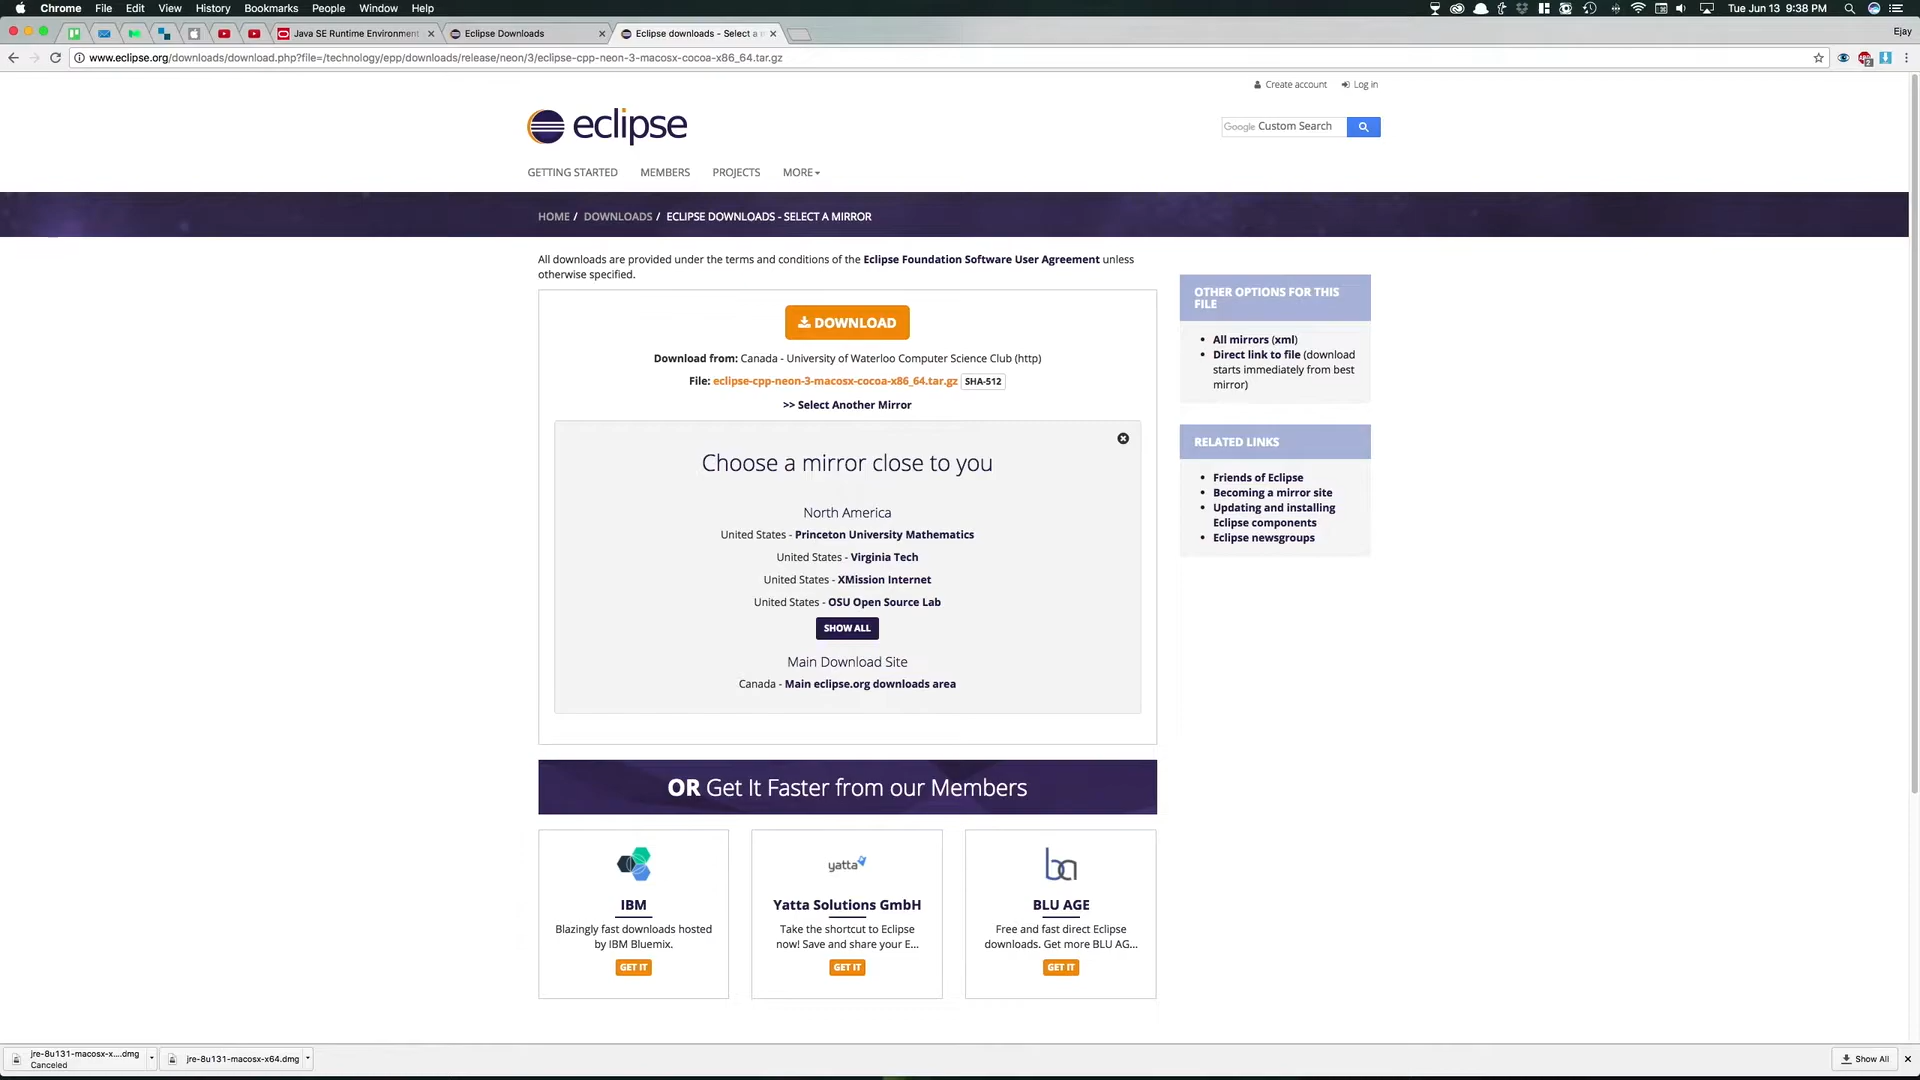 Chrome File Edit View History Bookmarks People Window Help
Tue Jun 13 9:38 PM
Java SE Runtime Environment
Eclipse Downloads
Eclipse downloads - Select a m
Ejay
www.eclipse.org/downloads/download.php?file=/technology/epp/downloads/release/neon/3/eclipse-cpp-neon-3-macosx-cocoa-x86_64.tar.gz
Create account Log in
eclipse
Google Custom Search
GETTING STARTED MEMBERS PROJECTS MORE
HOME / DOWNLOADS / ECLIPSE DOWNLOADS - SELECT A MIRROR
All downloads are provided under the terms and conditions of the Eclipse Foundation Software User Agreement unless
otherwise specified.
DOWNLOAD
Download from: Canada - University of Waterloo Computer Science Club (http)
File: eclipse-cpp-neon-3-macosx-cocoa-x86_64.tar.gz SHA-512
>> Select Another Mirror
Choose a mirror close to you
North America
United States - Princeton University Mathematics
United States - Virginia Tech
United States - XMission Internet
United States - OSU Open Source Lab
SHOW ALL
Main Download Site
Canada - Main eclipse.org downloads area
OTHER OPTIONS FOR THIS
FILE
All mirrors (xml)
Direct link to file (download
starts immediately from best
mirror)
RELATED LINKS
Friends of Eclipse
Becoming a mirror site
Updating and installing
Eclipse components
Eclipse newsgroups
OR Get It Faster from our Members
IBM
Blazingly fast downloads hosted
by IBM Bluemix.
GET IT
yatta
Yatta Solutions GmbH
Take the shortcut to Eclipse
now! Save and share your E...
GET IT
ba
BLU AGE
Free and fast direct Eclipse
downloads. Get more BLU AG...
GET IT
jre-8u131-macosx-x....dmg
Canceled
jre-8u131-macosx-x64.dmg
Show All